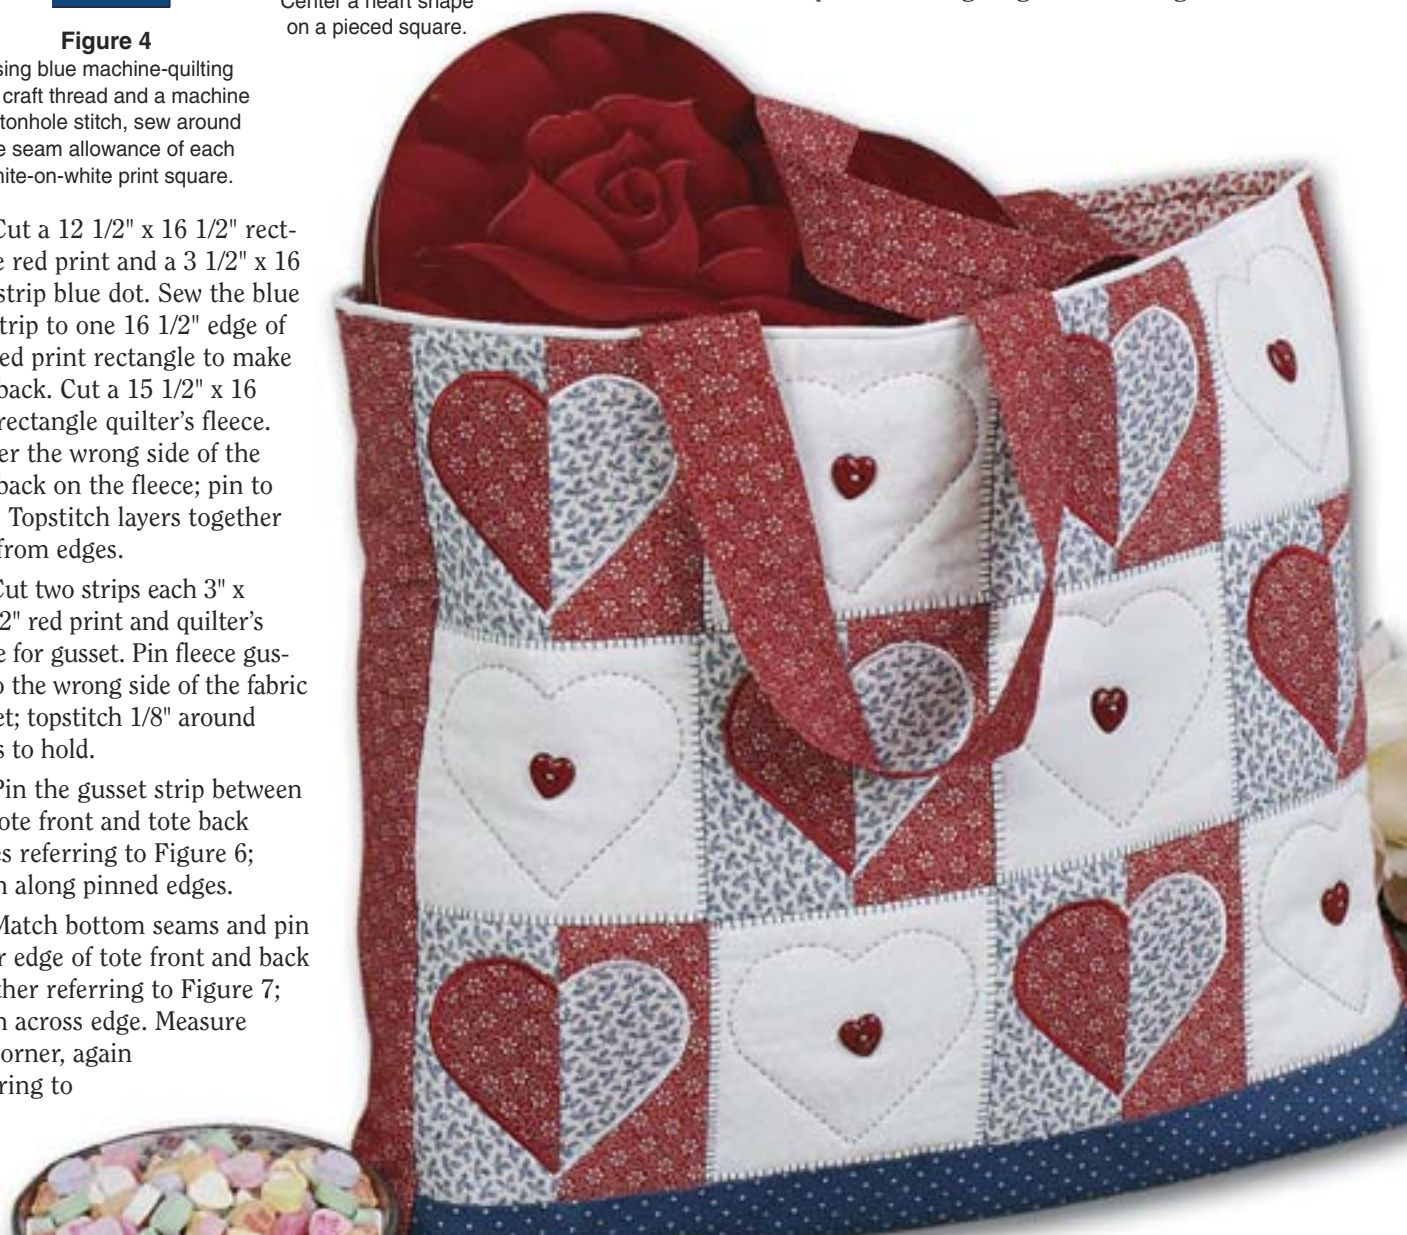 Center a heart shape
on a pieced square.
Figure 4
sing blue machine-quilting
craft thread and a machine
tonhole stitch, sew around
e seam allowance of each
hite-on-white print square.
Cut a 12 1/2" x 16 1/2" rect-
e red print and a 3 1/2" x 16
strip blue dot. Sew the blue
trip to one 16 1/2" edge of
ed print rectangle to make
back. Cut a 15 1/2" x 16
rectangle quilter's fleece.
er the wrong side of the
back on the fleece; pin to
. Topstitch layers together
from edges.
Cut two strips each 3" x
2" red print and quilter's
e for gusset. Pin fleece gus-
o the wrong side of the fabric
et; topstitch 1/8" around
s to hold.
Pin the gusset strip between
ote front and tote back
es referring to Figure 6;
n along pinned edges.
Match bottom seams and pin
r edge of tote front and back
ther referring to Figure 7;
n across edge. Measure
orner, again
ring to